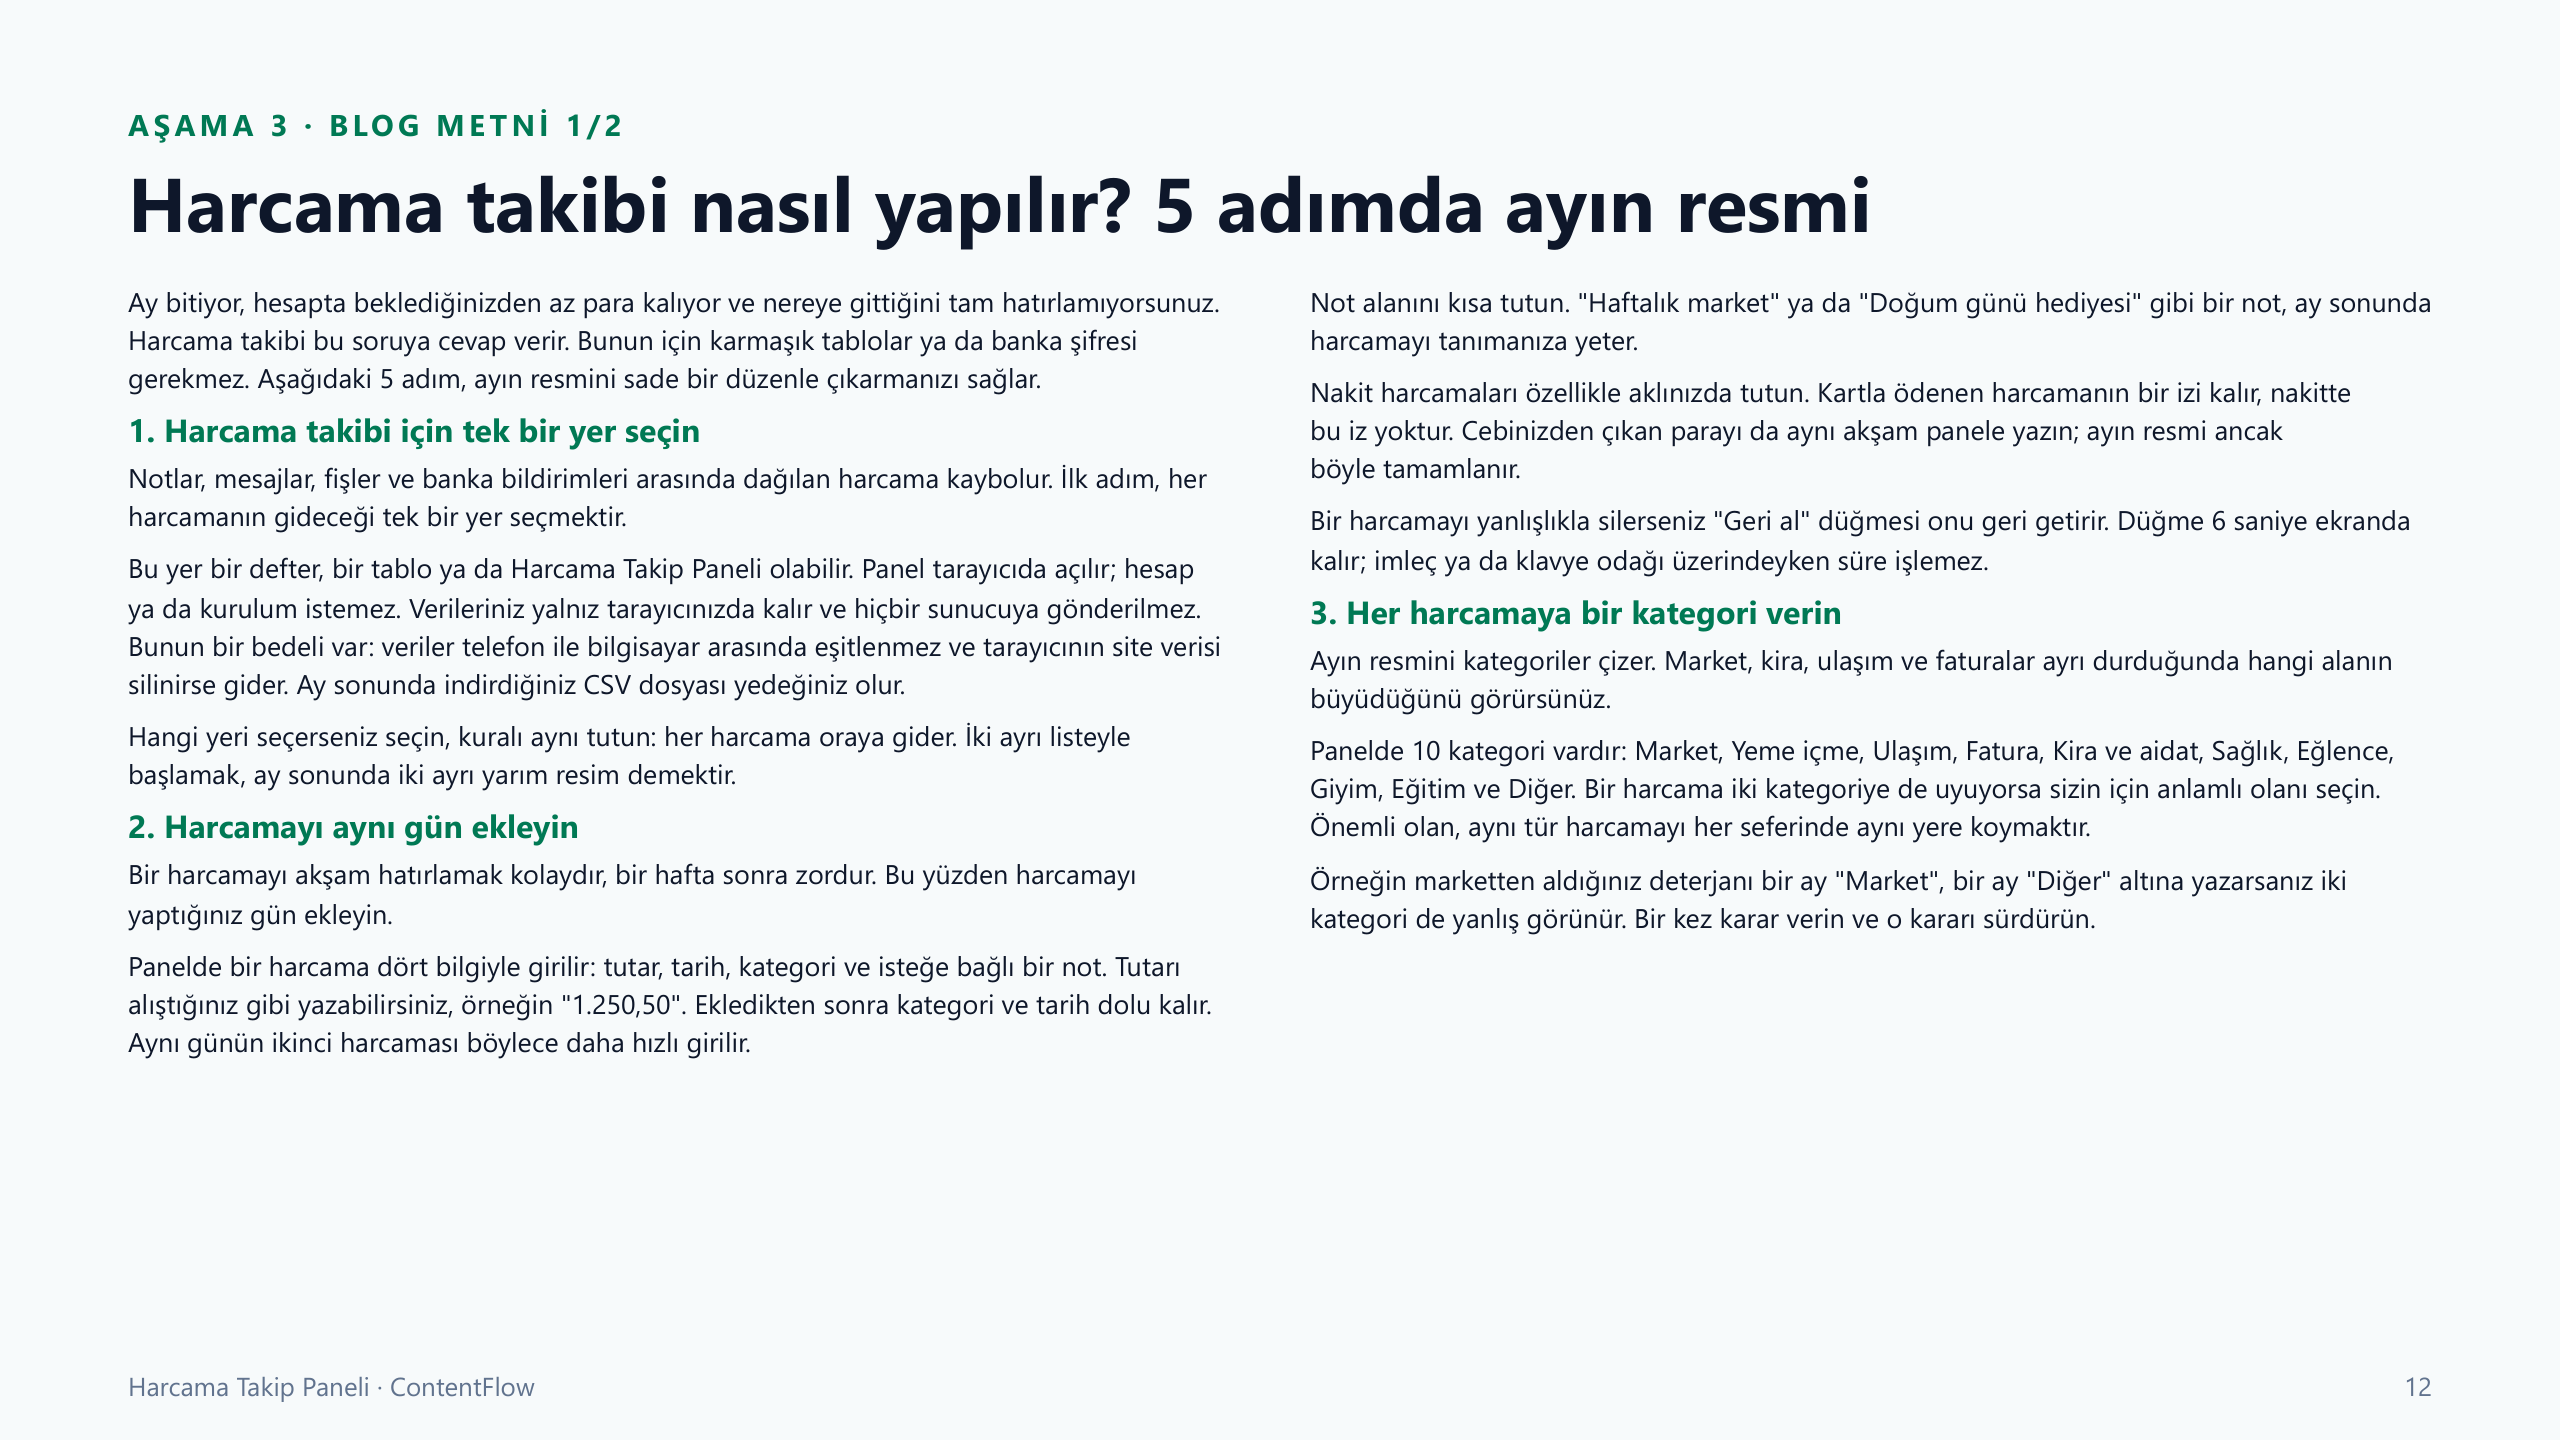 AŞAMA 3 · BLOG METNİ 1/2
Harcama takibi nasıl yapılır? 5 adımda ayın resmi
Ay bitiyor, hesapta beklediğinizden az para kalıyor ve nereye gittiğini tam hatırlamıyorsunuz.
Harcama takibi bu soruya cevap verir. Bunun için karmaşık tablolar ya da banka şifresi
gerekmez. Aşağıdaki 5 adım, ayın resmini sade bir düzenle çıkarmanızı sağlar.
1. Harcama takibi için tek bir yer seçin
Notlar, mesajlar, fişler ve banka bildirimleri arasında dağılan harcama kaybolur. İlk adım, her
harcamanın gideceği tek bir yer seçmektir.
Bu yer bir defter, bir tablo ya da Harcama Takip Paneli olabilir. Panel tarayıcıda açılır; hesap
ya da kurulum istemez. Verileriniz yalnız tarayıcınızda kalır ve hiçbir sunucuya gönderilmez.
Bunun bir bedeli var: veriler telefon ile bilgisayar arasında eşitlenmez ve tarayıcının site verisi
silinirse gider. Ay sonunda indirdiğiniz CSV dosyası yedeğiniz olur.
Hangi yeri seçerseniz seçin, kuralı aynı tutun: her harcama oraya gider. İki ayrı listeyle
başlamak, ay sonunda iki ayrı yarım resim demektir.
2. Harcamayı aynı gün ekleyin
Bir harcamayı akşam hatırlamak kolaydır, bir hafta sonra zordur. Bu yüzden harcamayı
yaptığınız gün ekleyin.
Panelde bir harcama dört bilgiyle girilir: tutar, tarih, kategori ve isteğe bağlı bir not. Tutarı
alıştığınız gibi yazabilirsiniz, örneğin "1.250,50". Ekledikten sonra kategori ve tarih dolu kalır.
Aynı günün ikinci harcaması böylece daha hızlı girilir.
Not alanını kısa tutun. "Haftalık market" ya da "Doğum günü hediyesi" gibi bir not, ay sonunda
harcamayı tanımanıza yeter.
Nakit harcamaları özellikle aklınızda tutun. Kartla ödenen harcamanın bir izi kalır, nakitte
bu iz yoktur. Cebinizden çıkan parayı da aynı akşam panele yazın; ayın resmi ancak
böyle tamamlanır.
Bir harcamayı yanlışlıkla silerseniz "Geri al" düğmesi onu geri getirir. Düğme 6 saniye ekranda
kalır; imleç ya da klavye odağı üzerindeyken süre işlemez.
3. Her harcamaya bir kategori verin
Ayın resmini kategoriler çizer. Market, kira, ulaşım ve faturalar ayrı durduğunda hangi alanın
büyüdüğünü görürsünüz.
Panelde 10 kategori vardır: Market, Yeme içme, Ulaşım, Fatura, Kira ve aidat, Sağlık, Eğlence,
Giyim, Eğitim ve Diğer. Bir harcama iki kategoriye de uyuyorsa sizin için anlamlı olanı seçin.
Önemli olan, aynı tür harcamayı her seferinde aynı yere koymaktır.
Örneğin marketten aldığınız deterjanı bir ay "Market", bir ay "Diğer" altına yazarsanız iki
kategori de yanlış görünür. Bir kez karar verin ve o kararı sürdürün.
Harcama Takip Paneli · ContentFlow
12